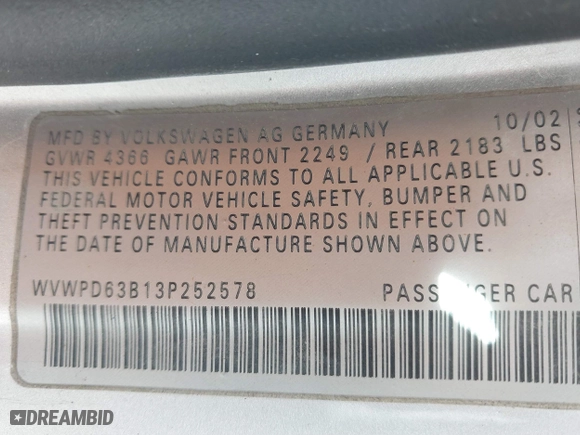 MFD BY VOLKSWAGEN AG GERMANY 10/02
GVWR 4366 GAWR FRONT 2249 / REAR 2183 LBS
THIS VEHICLE CONFORMS TO ALL APPLICABLE U.S.
FEDERAL MOTOR VEHICLE SAFETY, BUMPER AND
THEFT PREVENTION STANDARDS IN EFFECT ON
THE DATE OF MANUFACTURE SHOWN ABOVE.
WVWPD63B13P252578 PASSENGER CAR
DREAMBID